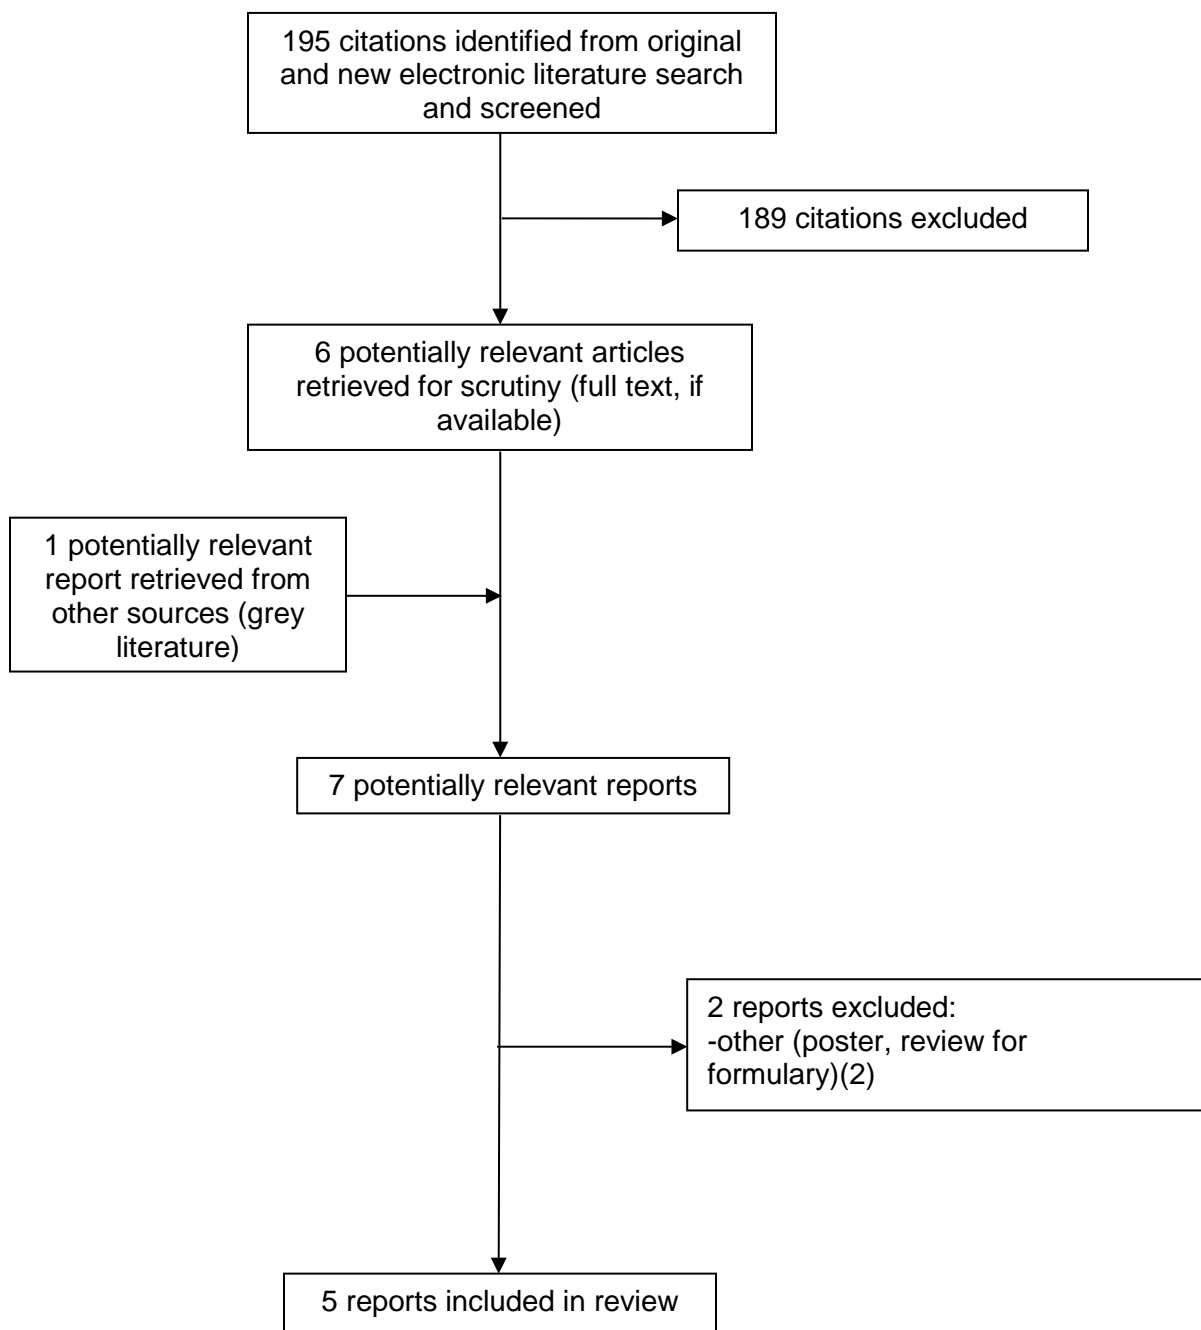 195 citations identified from original
and new electronic literature search
and screened
189 citations excluded
6 potentially relevant articles
retrieved for scrutiny (full text, if
available)
1 potentially relevant
report retrieved from
other sources (grey
literature)
7 potentially relevant reports
2 reports excluded:
-other (poster, review for
formulary)(2)
5 reports included in review